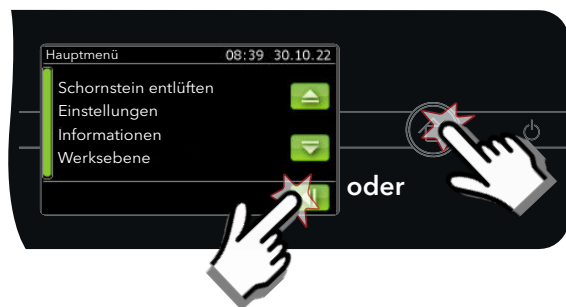 Hauptmenü 08:39 30.10.22
Schornstein entlüften
Einstellungen
Informationen
Werksebene
oder